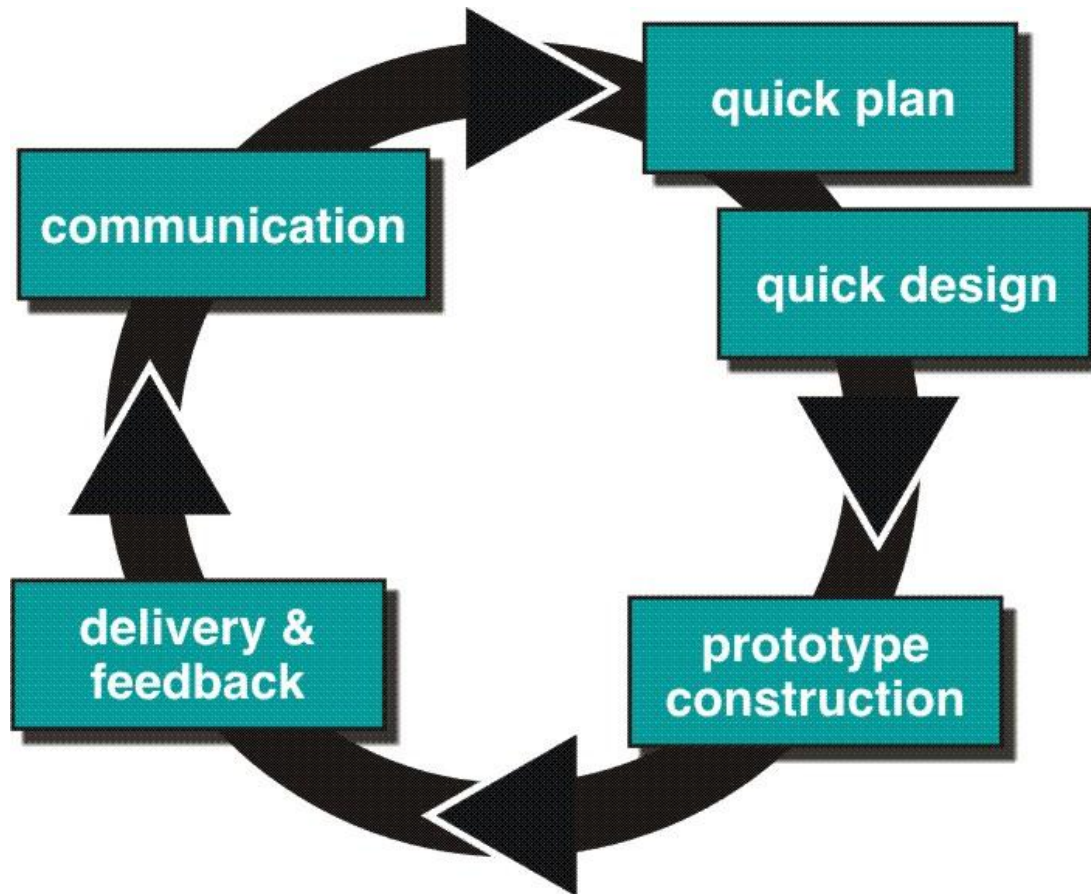 quick plan
communication
quick design
delivery &
feedback
prototype
construction